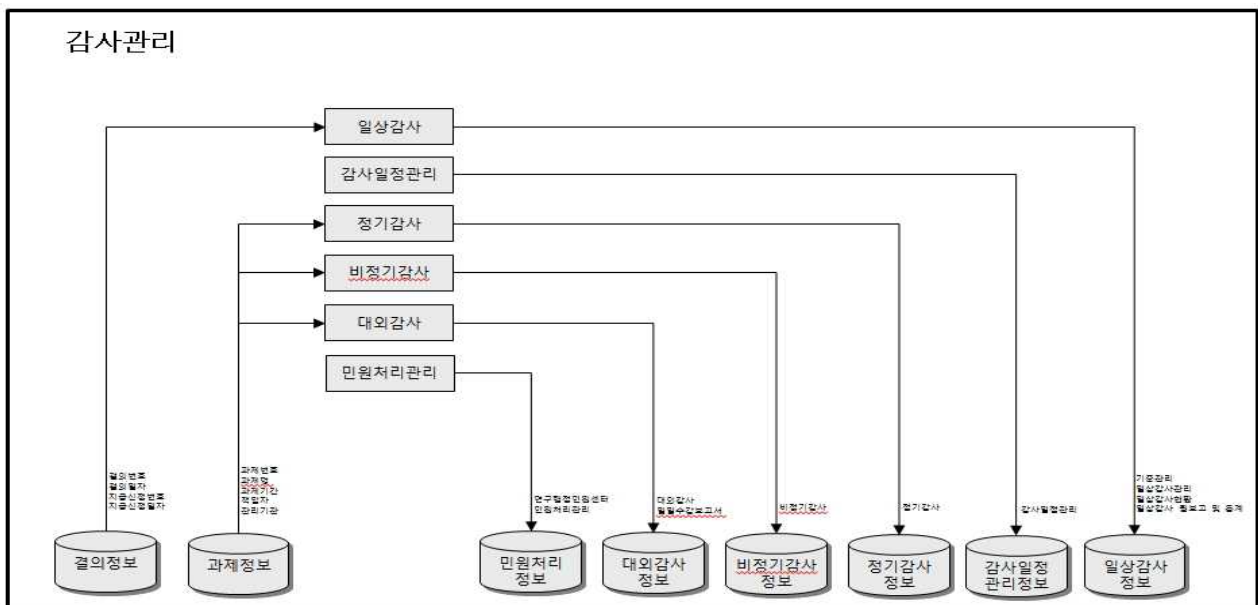 감사관리
일상감사
감사일정관리
정기감사
비정기감사
대외감사
민원처리관리
결의번호
결의일자
지급신청번호
지급신청일자
과제번호
과제명
과제기간
책임자
관리기관
연구행정민원센터
민원처리관리
대외감사
일일수감보고서
비정기감사
정기감사
감사일정관리
기준관리
일상감사관리
일상감사현황
일상감사 월보고 및 통계
결의정보
과제정보
민원처리
정보
대외감사
정보
비정기감사
정보
정기감사
정보
감사일정
관리정보
일상감사
정보